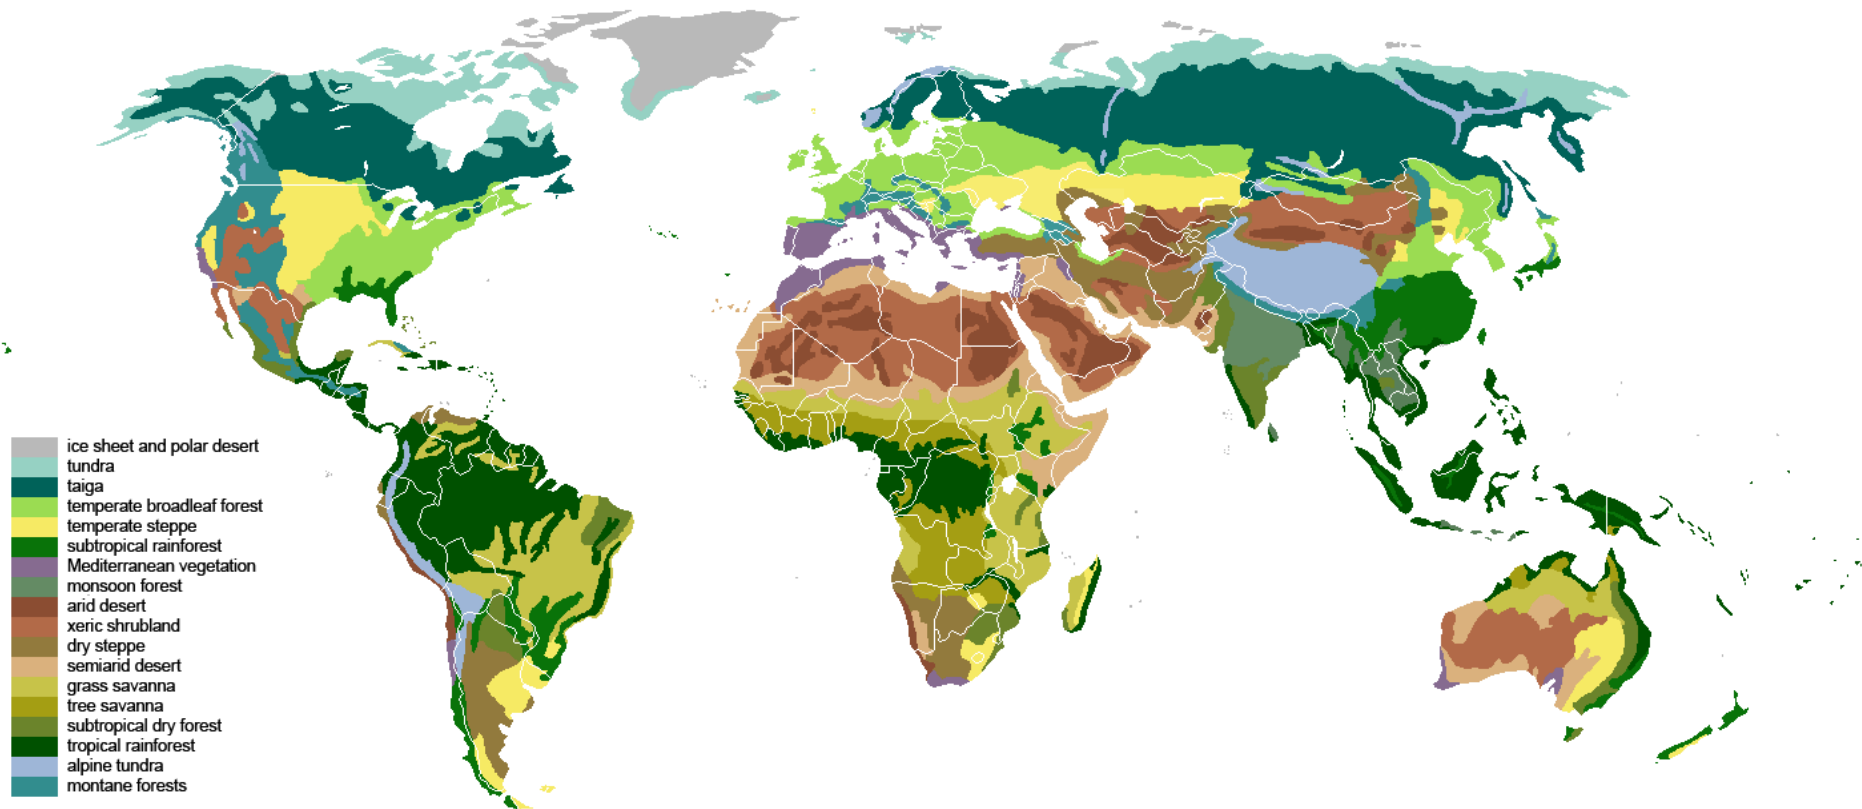 ice sheet and polar desert
tundra
taiga
temperate broadleaf forest
temperate steppe
subtropical rainforest
Mediterranean vegetation
monsoon forest
arid desert
xeric shrubland
dry steppe
semiarid desert
grass savanna
tree savanna
subtropical dry forest
tropical rainforest
alpine tundra
montane forests